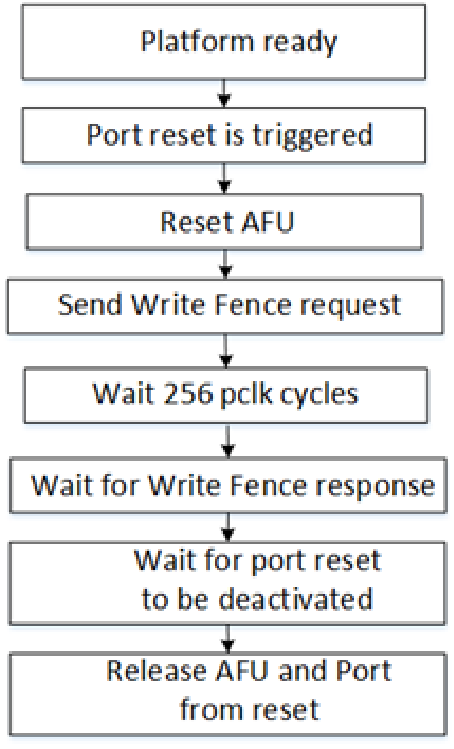 Platform ready
Port reset is triggered
Reset AFU
Send Write Fence request
Wait 256 pclk cycles
Wait for Write Fence response
Wait for port reset
to be deactivated
Release AFU and Port
from reset